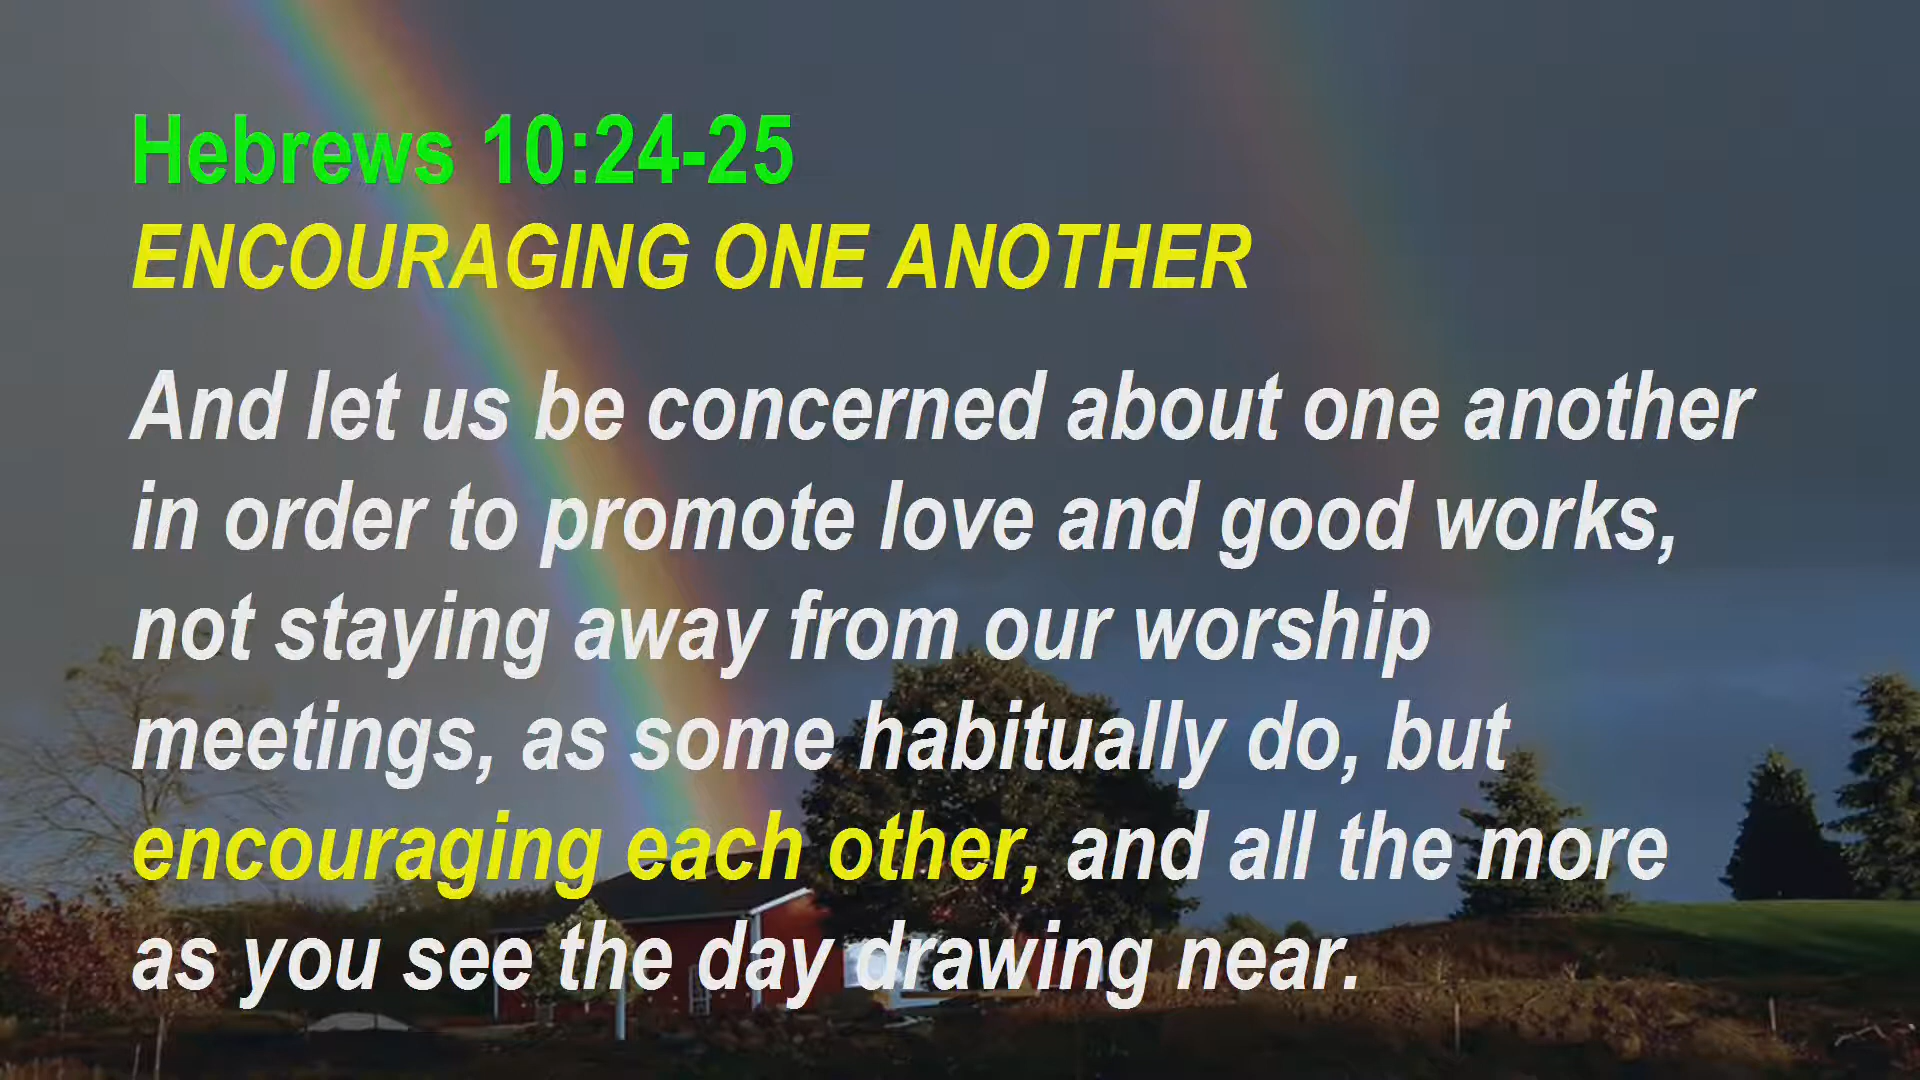 Hebrews 10:24-25
ENCOURAGING ONE ANOTHER
And let us be concerned about one another
in order to promote love and good works,
not staying away from our worship
meetings, as some habitually do, but
encouraging each other, and all the more
as you see the day drawing near.